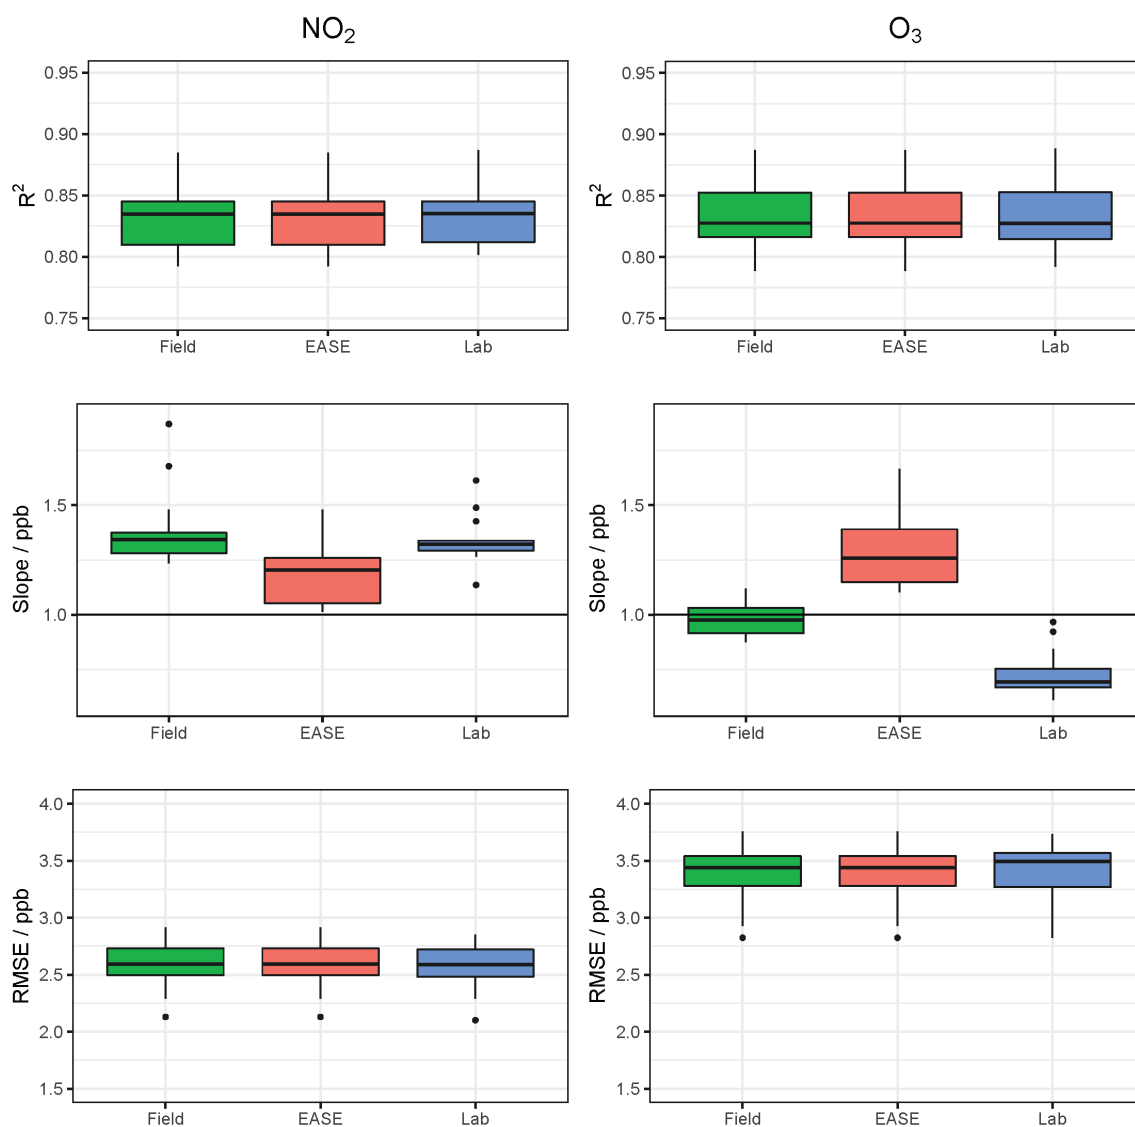 NO₂
O₃
R²
0.95
0.90
0.85
0.80
0.75
Field EASE Lab
R²
0.95
0.90
0.85
0.80
0.75
Field EASE Lab
Slope / ppb
1.5
1.0
Field EASE Lab
Slope / ppb
1.5
1.0
Field EASE Lab
RMSE / ppb
4.0
3.5
3.0
2.5
2.0
1.5
Field EASE Lab
RMSE / ppb
4.0
3.5
3.0
2.5
2.0
1.5
Field EASE Lab